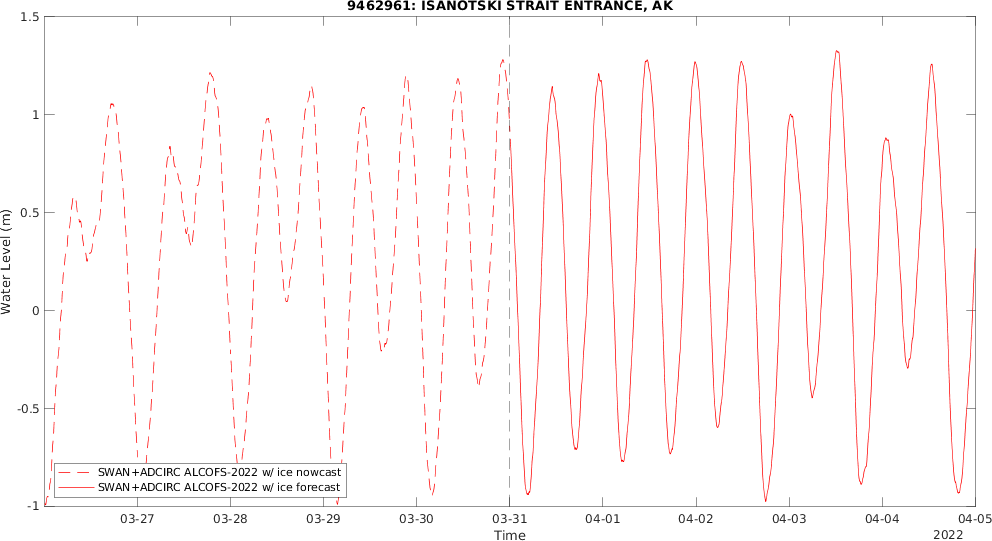 9462961: ISANOTSKI STRAIT ENTRANCE, AK
1.5
1
0.5
0
-0.5
-1
Water Level (m)
SWAN+ADCIRC ALCOFS-2022 w/ ice nowcast
SWAN+ADCIRC ALCOFS-2022 w/ ice forecast
03-27 03-28 03-29 03-30 03-31 04-01 04-02 04-03 04-04 04-05
Time
2022